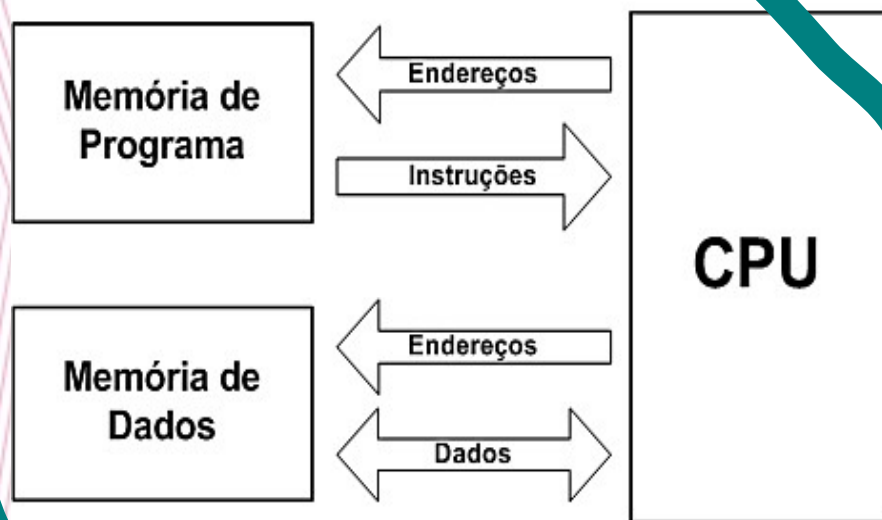 Memória de
Programa
Endereços
Instruções
CPU
Memória de
Dados
Endereços
Dados